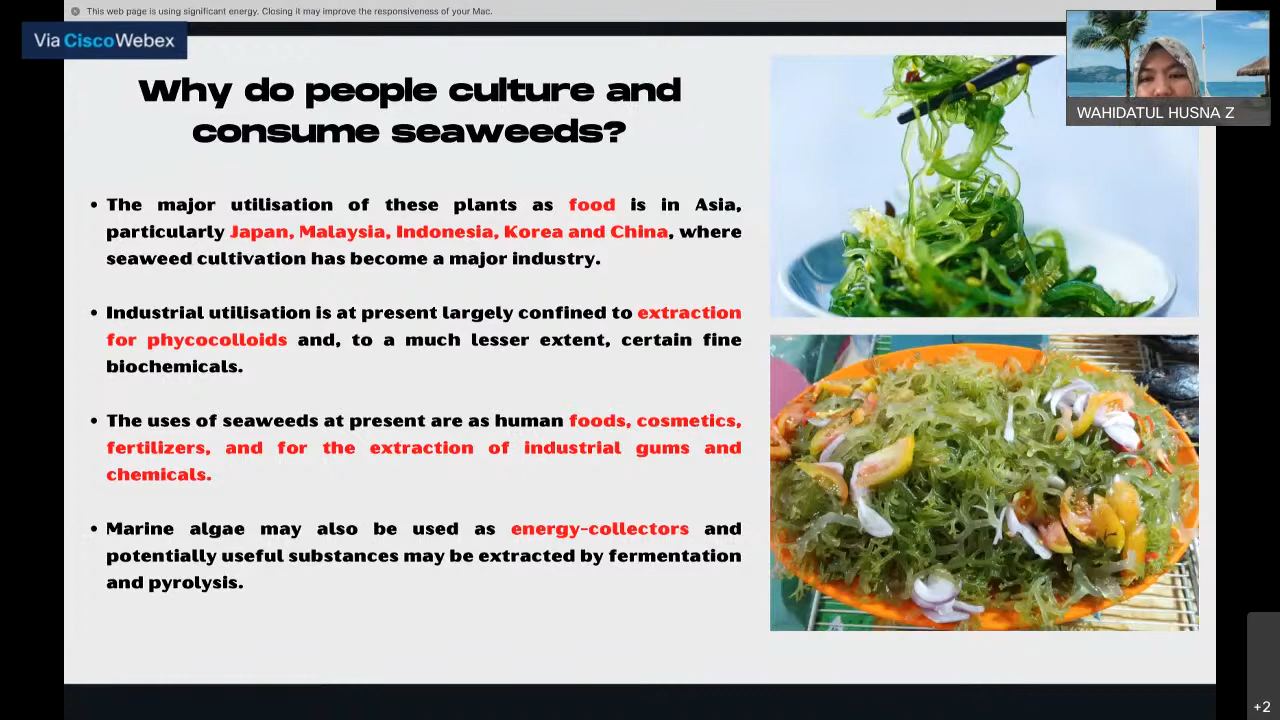 This web page is using significant energy. Closing it may improve the responsiveness of your Mac.
Via Cisco Webex
WAHIDATUL HUSNA Z
Why do people culture and
consume seaweeds?
• The major utilisation of these plants as food is in Asia,
particularly Japan, Malaysia, Indonesia, Korea and China, where
seaweed cultivation has become a major industry.
• Industrial utilisation is at present largely confined to extraction
for phycocolloids and, to a much lesser extent, certain fine
biochemicals.
• The uses of seaweeds at present are as human foods, cosmetics,
fertilizers, and for the extraction of industrial gums and
chemicals.
• Marine algae may also be used as energy-collectors and
potentially useful substances may be extracted by fermentation
and pyrolysis.
+2